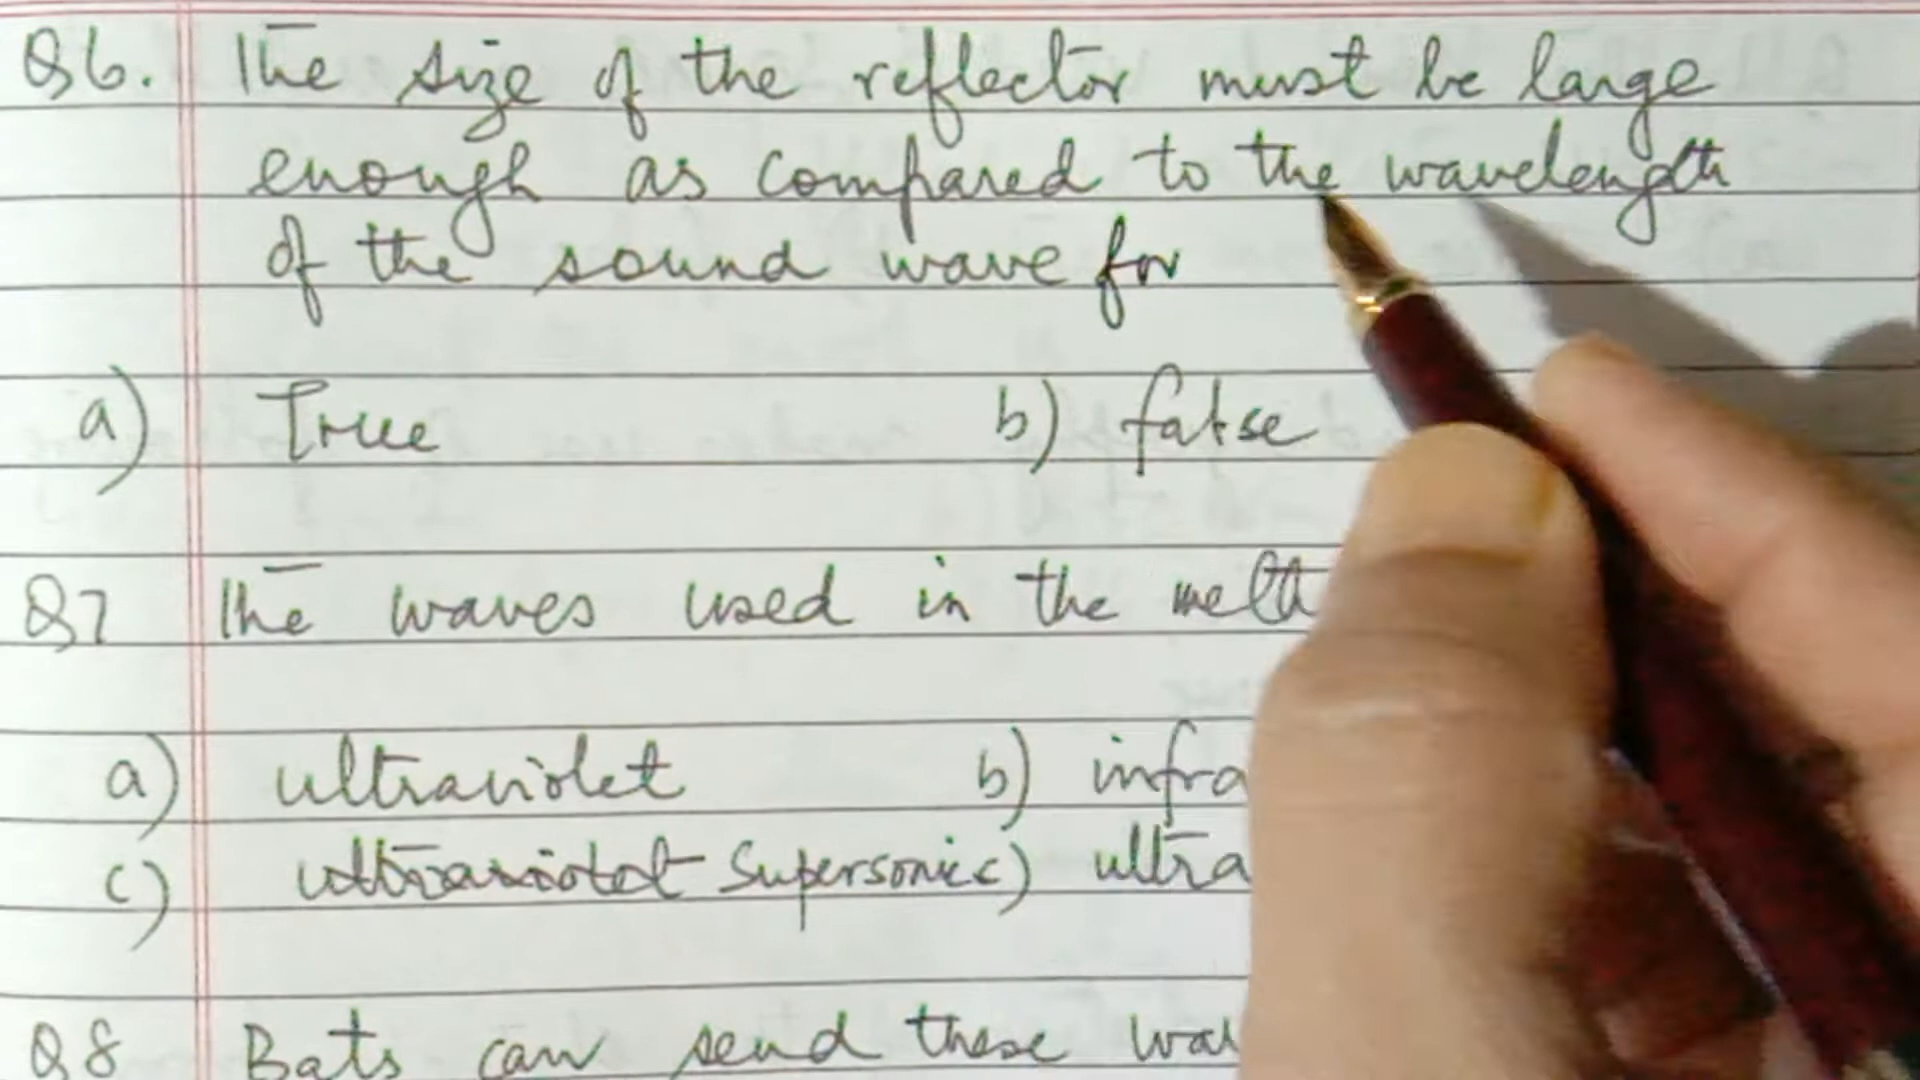 Q6. The size of the reflector must be large
enough as compared to the wavelength
of the sound wave for
a) True b) false
Q7 The waves used in the
a) ultraviolet b) infra
c) ultraviolet Supersonic) ultra
Q8 Bats can send these